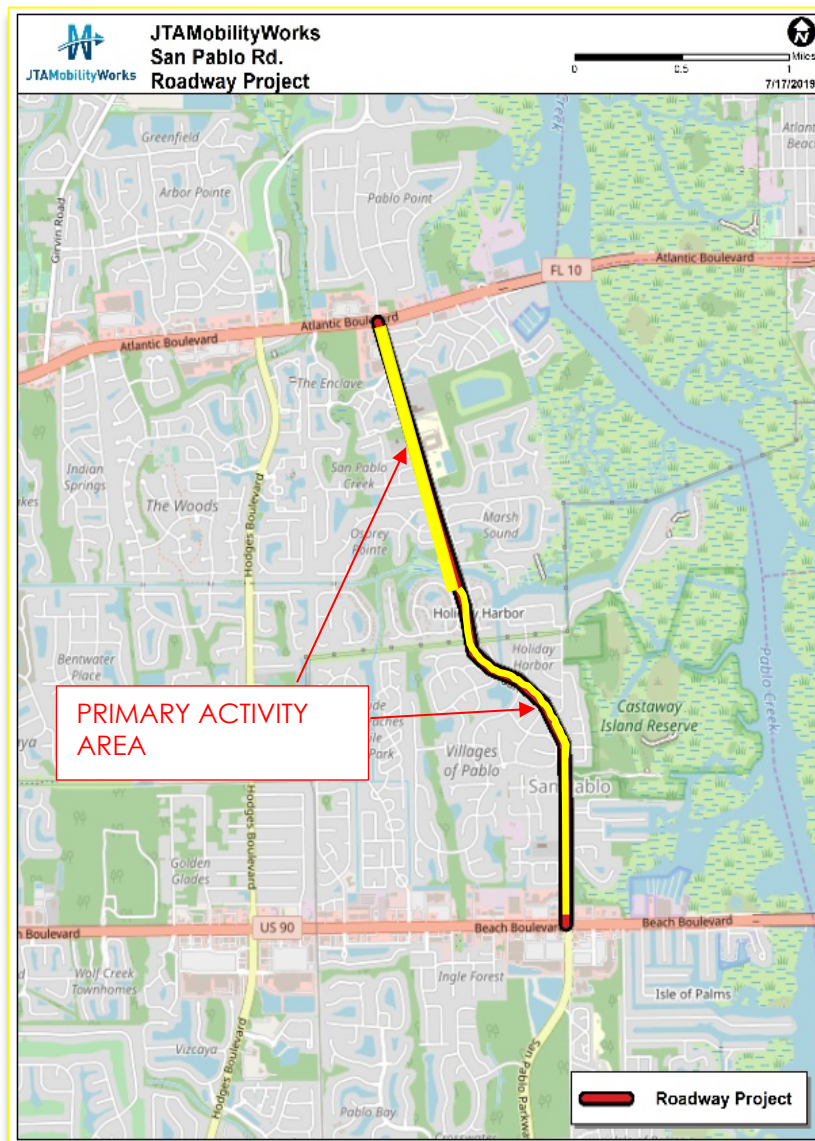 JTAMobilityWorks
JTAMobilityWorks
San Pablo Rd.
Roadway Project
N
Miles
0 0.5 1
7/17/2019
Greenfield
Arbor Pointe
Pablo Point
Girvin Road
Creek
Atlantic
Beach
Atlantic Boulevard
FL 10
Atlantic Boulevard
Atlantic Boulevard
The Enclave
Indian
Springs
The Woods
Hodges Boulevard
San Pablo
Creek
Osprey
Pointe
Marsh
Sound
Holiday Harbor
Holiday
Harbor
Bentwater
Place
PRIMARY ACTIVITY
AREA
Park
Castaway
Island Reserve
Pablo Creek
Villages
of Pablo
San Pablo
Hodges Boulevard
Golden
Glades
Beach Boulevard
US 90
Beach Boulevard
Wolf Creek
Townhomes
Ingle Forest
Isle of Palms
Vizcaya
Hodges Boulevard
San Pablo Parkway
Pablo Bay
Roadway Project